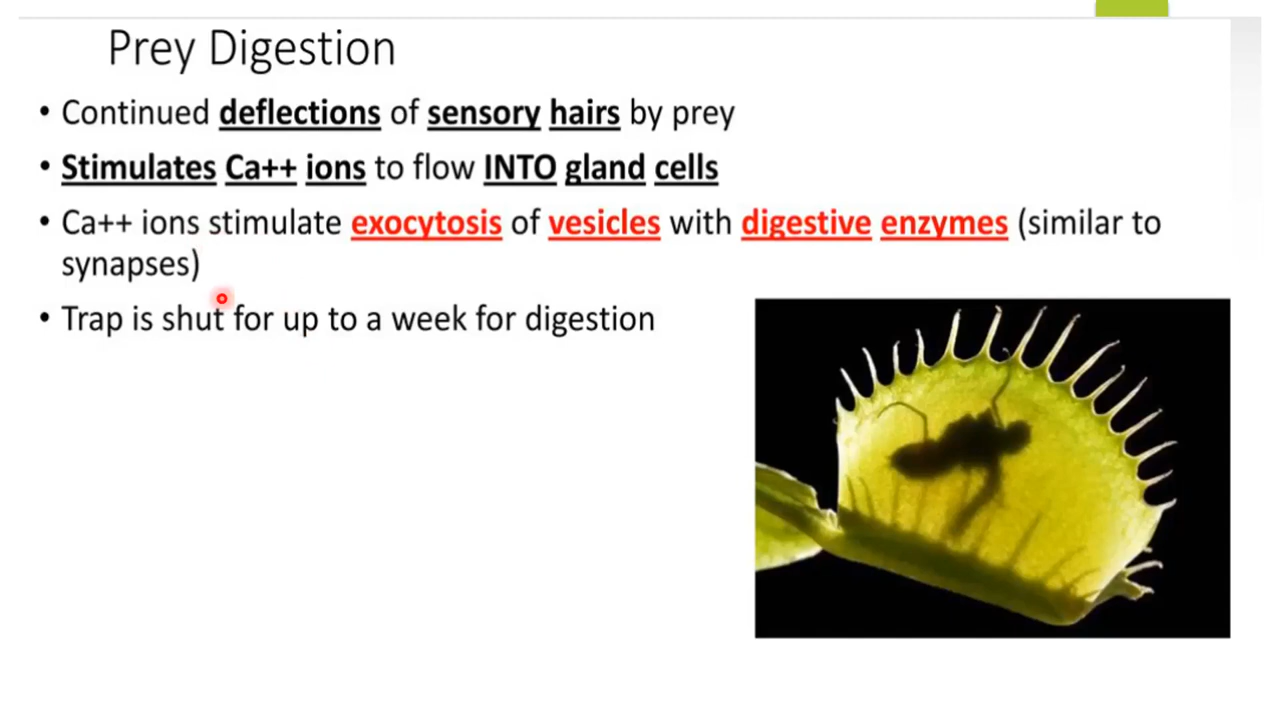 Prey Digestion
• Continued deflections of sensory hairs by prey
• Stimulates Ca++ ions to flow INTO gland cells
• Ca++ ions stimulate exocytosis of vesicles with digestive enzymes (similar to
synapses)
• Trap is shut for up to a week for digestion